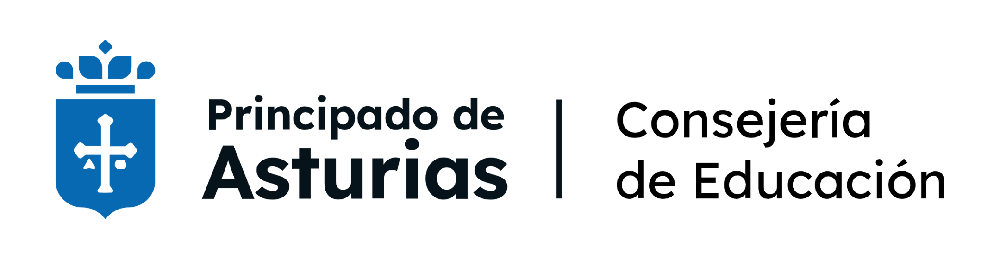 Principado de
Asturias
Consejería
de Educación